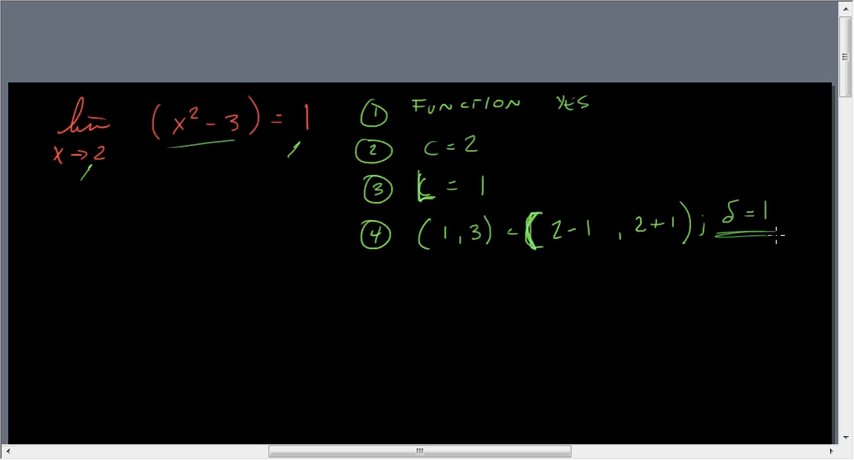 lim (x² - 3) = 1
x → 2
① FUNCTION YES
② C = 2
③ L = 1
④ (1, 3) = (2-1, 2+1); δ = 1